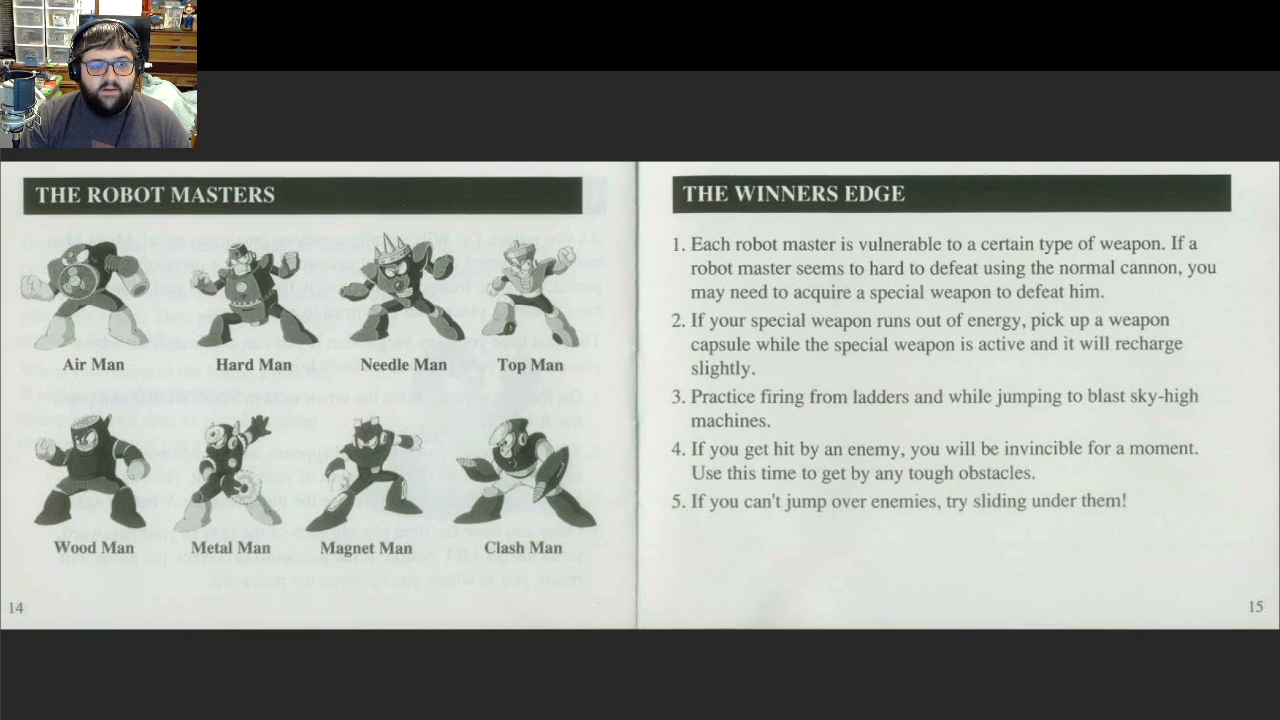 THE ROBOT MASTERS
Air Man
Hard Man
Needle Man
Top Man
Wood Man
Metal Man
Magnet Man
Clash Man
14
THE WINNERS EDGE
1. Each robot master is vulnerable to a certain type of weapon. If a
robot master seems to hard to defeat using the normal cannon, you
may need to acquire a special weapon to defeat him.
2. If your special weapon runs out of energy, pick up a weapon
capsule while the special weapon is active and it will recharge
slightly.
3. Practice firing from ladders and while jumping to blast sky-high
machines.
4. If you get hit by an enemy, you will be invincible for a moment.
Use this time to get by any tough obstacles.
5. If you can't jump over enemies, try sliding under them!
15